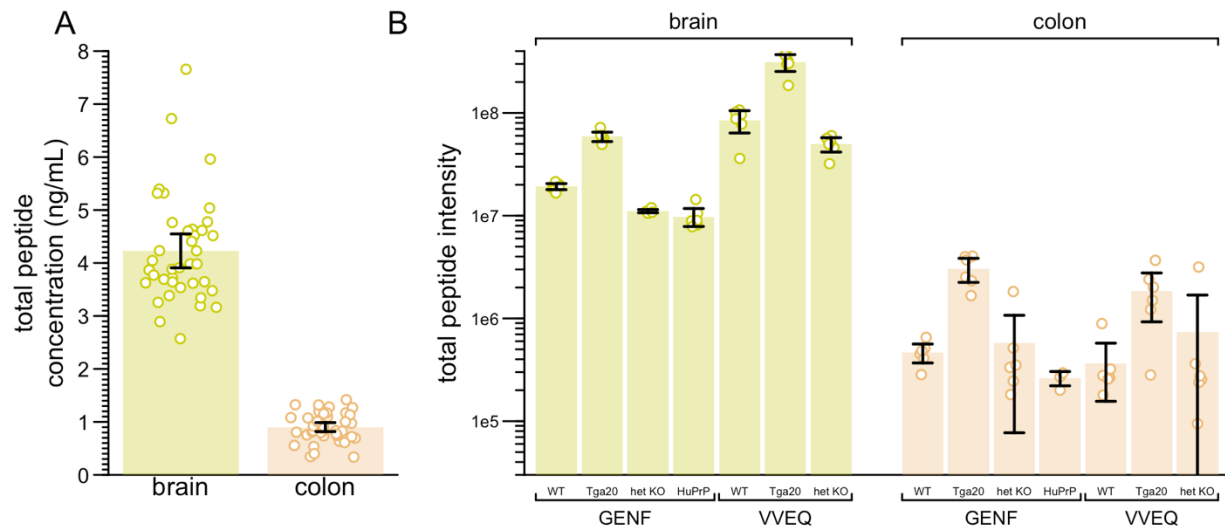 A
B
brain
colon
total peptide
concentration (ng/mL)
8
7
6
5
4
3
2
1
0
brain
colon
total peptide intensity
1e8
1e7
1e6
1e5
WT
Tga20
het KO
HuPrP
WT
Tga20
het KO
WT
Tga20
het KO
HuPrP
WT
Tga20
het KO
GENF
VVEQ
GENF
VVEQ